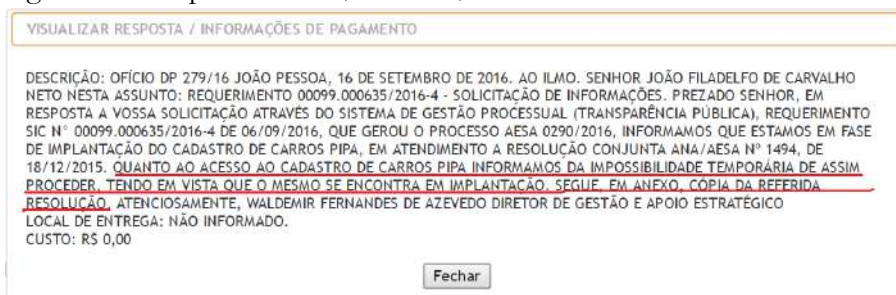 VISUALIZAR RESPOSTA / INFORMAÇÕES DE PAGAMENTO
DESCRIÇÃO: OFÍCIO DP 279/16 JOÃO PESSOA, 16 DE SETEMBRO DE 2016. AO ILMO. SENHOR JOÃO FILADELFO DE CARVALHO
NETO NESTA ASSUNTO: REQUERIMENTO 00099.000635/2016-4 - SOLICITAÇÃO DE INFORMAÇÕES. PREZADO SENHOR, EM
RESPOSTA A VOSSA SOLICITAÇÃO ATRAVÉS DO SISTEMA DE GESTÃO PROCESSUAL (TRANSPARÊNCIA PÚBLICA), REQUERIMENTO
SIC N° 00099.000635/2016-4 DE 06/09/2016, QUE GEROU O PROCESSO AESA 0290/2016, INFORMAMOS QUE ESTAMOS EM FASE
DE IMPLANTAÇÃO DO CADASTRO DE CARROS PIPA, EM ATENDIMENTO A RESOLUÇÃO CONJUNTA ANA/AESA Nº 1494, DE
18/12/2015. QUANTO AO ACESSO AO CADASTRO DE CARROS PIPA INFORMAMOS DA IMPOSSIBILIDADE TEMPORÁRIA DE ASSIM
PROCEDER, TENDO EM VISTA QUE O MESMO SE ENCONTRA EM IMPLANTAÇÃO. SEGUE, EM ANEXO, CÓPIA DA REFERIDA
RESOLUÇÃO. ATENCIOSAMENTE, WALDEMIR FERNANDES DE AZEVEDO DIRETOR DE GESTÃO E APOIO ESTRATÉGICO
LOCAL DE ENTREGA: NÃO INFORMADO.
CUSTO: R$ 0,00
Fechar